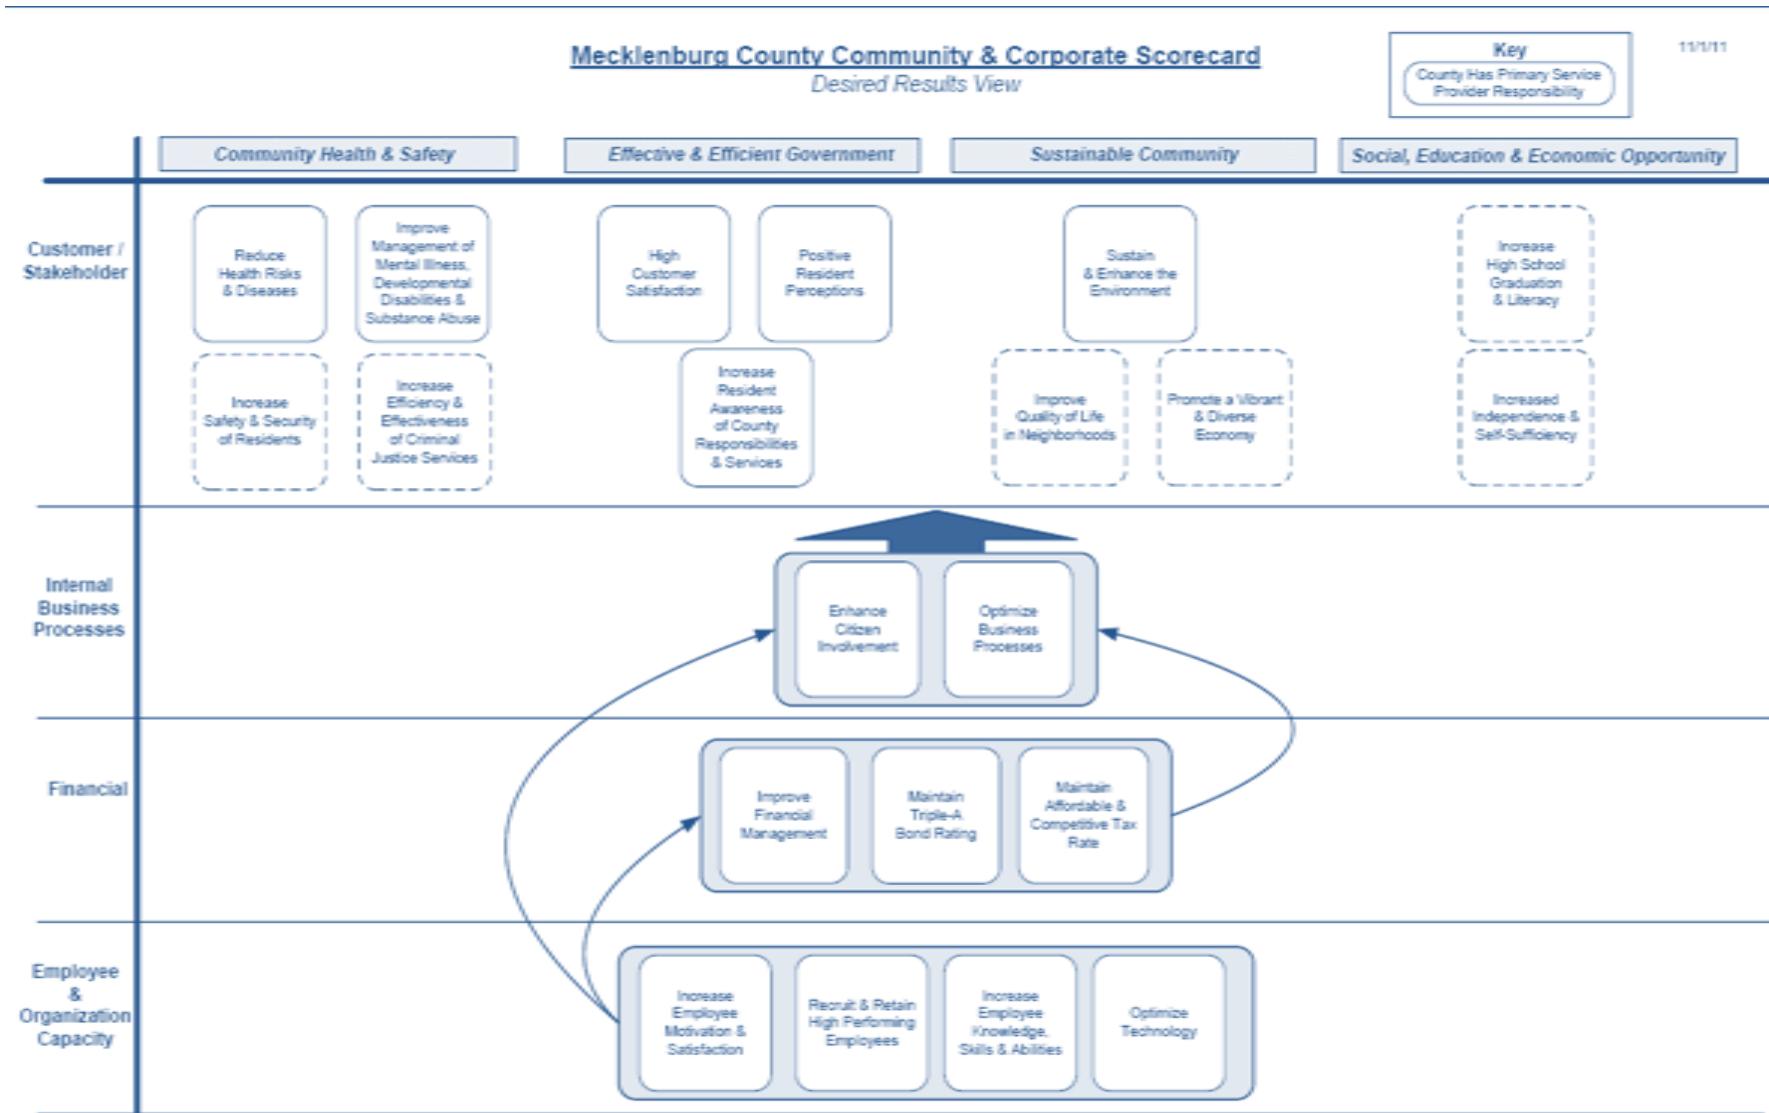 Mecklenburg County Community & Corporate Scorecard
Desired Results View
Key
County Has Primary Service
Provider Responsibility
11/1/11
Community Health & Safety
Effective & Efficient Government
Sustainable Community
Social, Education & Economic Opportunity
Customer /
Stakeholder
Reduce
Health Risks
& Diseases
Improve
Management of
Mental Illness,
Developmental
Disabilities &
Substance Abuse
High
Customer
Satisfaction
Positive
Resident
Perceptions
Sustain
& Enhance the
Environment
Increase
High School
Graduation
& Literacy
Increase
Safety & Security
of Residents
Increase
Efficiency &
Effectiveness
of Criminal
Justice Services
Increase
Resident
Awareness
of County
Responsibilities
& Services
Improve
Quality of Life
in Neighborhoods
Promote a Vibrant
& Diverse
Economy
Increased
Independence &
Self-Sufficiency
Internal
Business
Processes
Enhance
Citizen
Involvement
Optimize
Business
Processes
Financial
Improve
Financial
Management
Maintain
Triple-A
Bond Rating
Maintain
Affordable &
Competitive Tax
Rate
Employee
&
Organization
Capacity
Increase
Employee
Motivation &
Satisfaction
Recruit & Retain
High Performing
Employees
Increase
Employee
Knowledge,
Skills & Abilities
Optimize
Technology